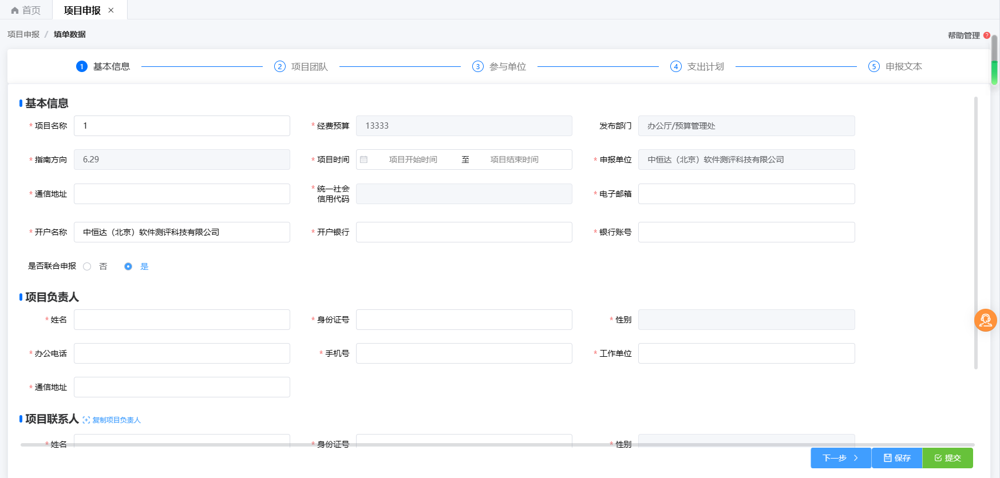 首页 项目申报 ×
项目申报 / 填单数据
帮助管理 ?
1 基本信息 2 项目团队 3 参与单位 4 支出计划 5 申报文本
基本信息
* 项目名称 1 * 经费预算 13333 发布部门 办公厅/预算管理处
* 指南方向 6.29 * 项目时间 项目开始时间 至 项目结束时间 * 申报单位 中恒达（北京）软件测评科技有限公司
* 通信地址 * 统一社会信用代码 * 电子邮箱
* 开户名称 中恒达（北京）软件测评科技有限公司 * 开户银行 * 银行账号
是否联合申报 否 是
项目负责人
* 姓名 * 身份证号 * 性别
* 办公电话 * 手机号 * 工作单位
* 通信地址
项目联系人 复制项目负责人
* 姓名 * 身份证号 * 性别
下一步 > 保存 提交